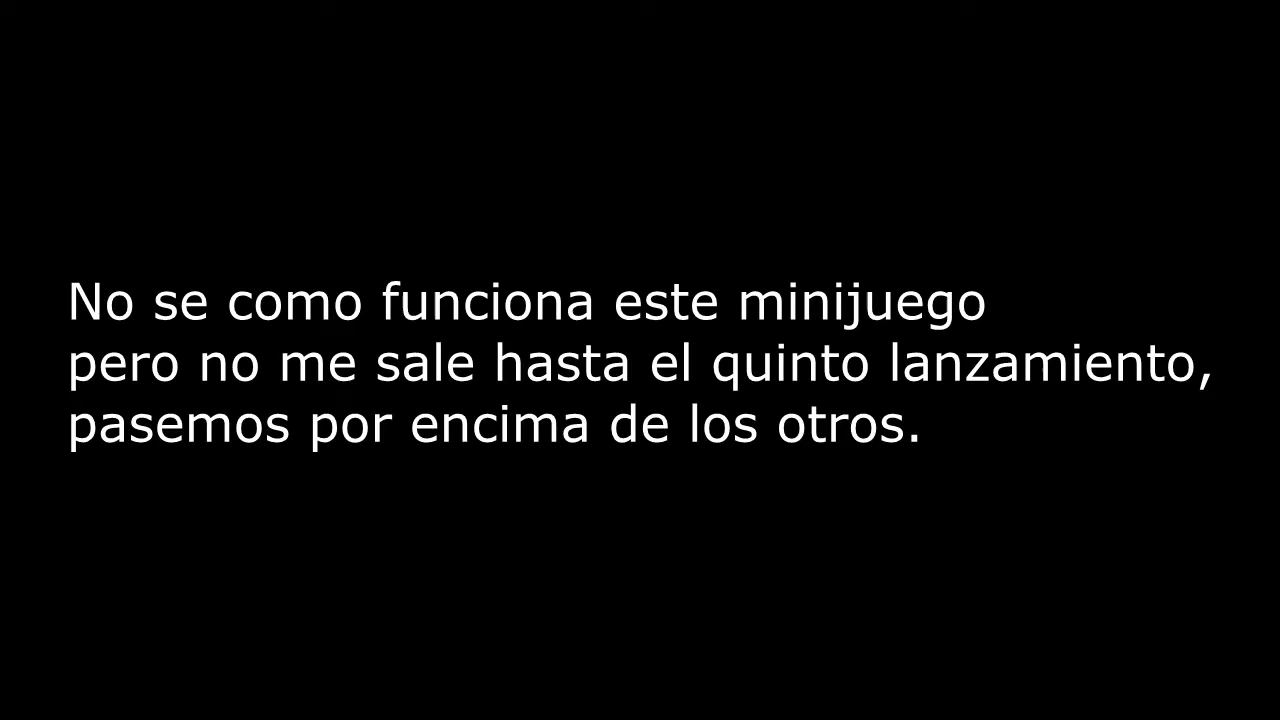 No se como funciona este minijuego
pero no me sale hasta el quinto lanzamiento,
pasemos por encima de los otros.